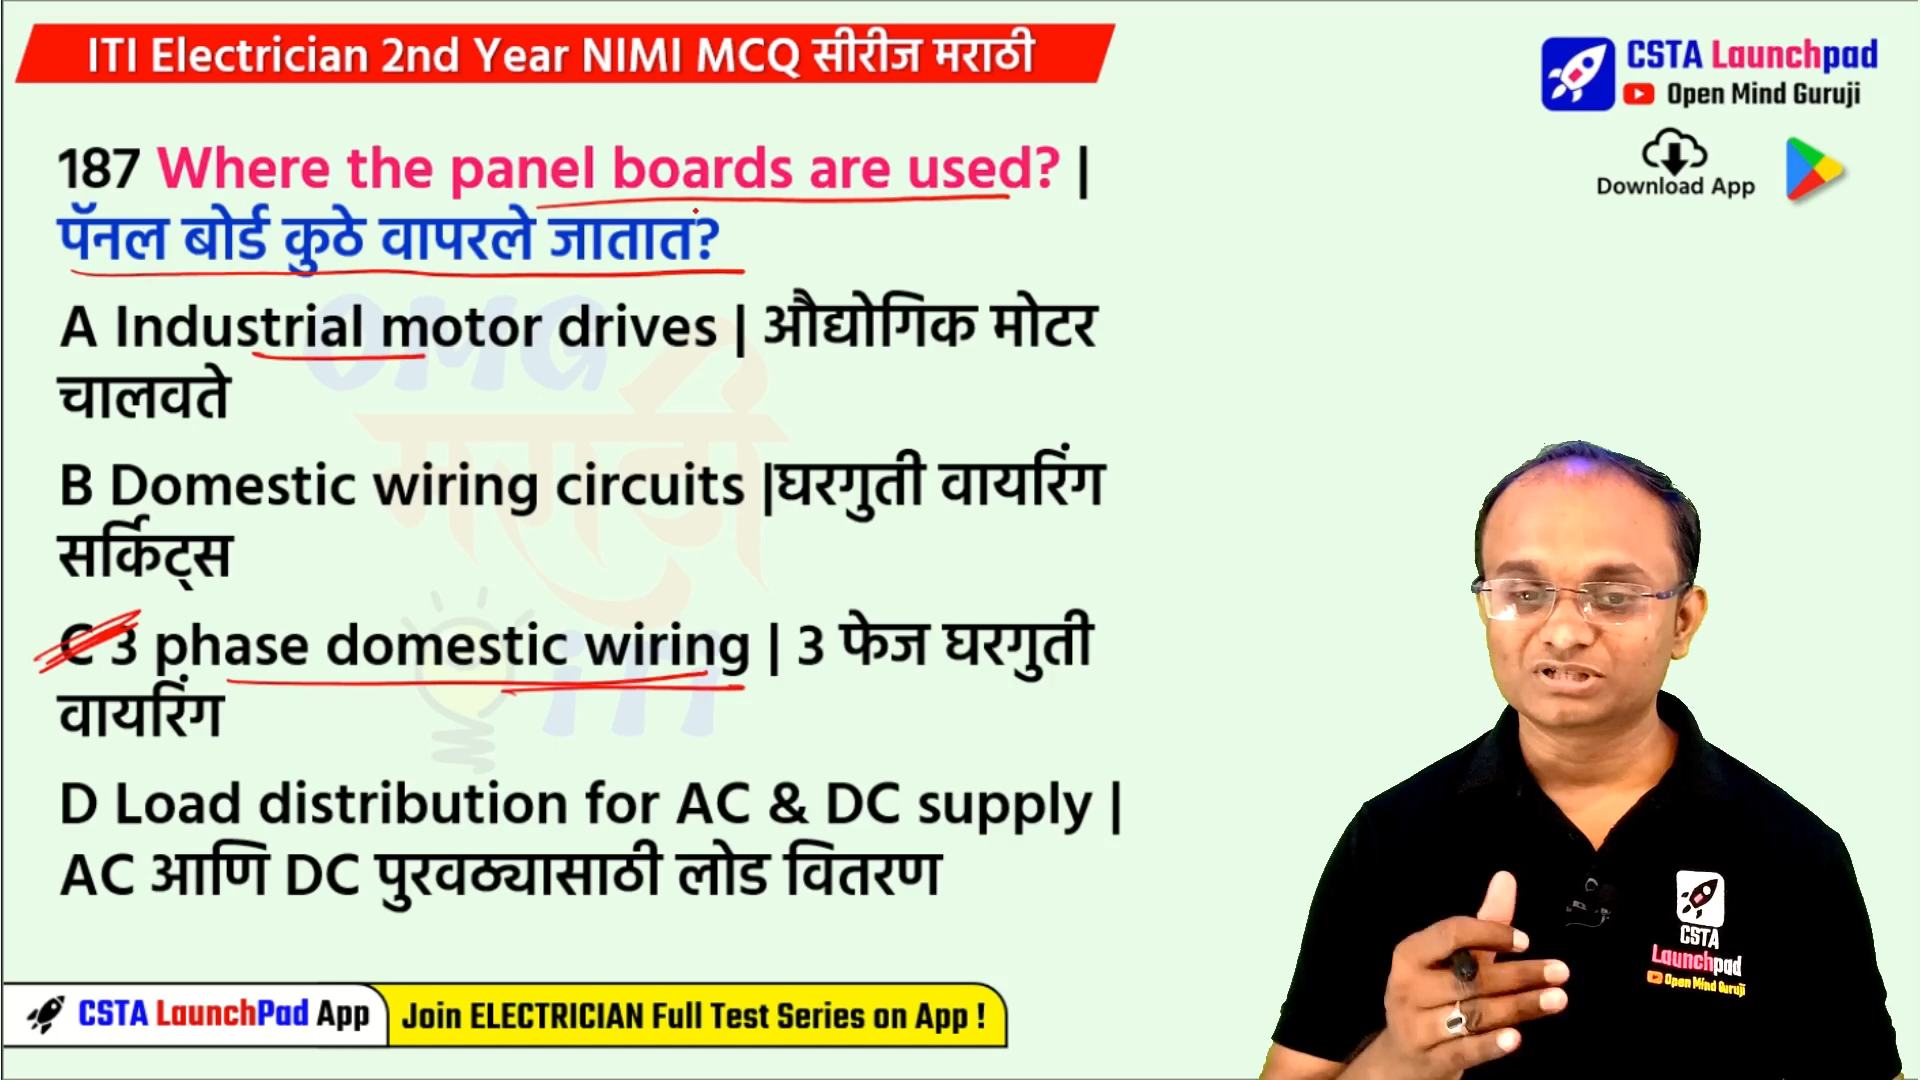 ITI Electrician 2nd Year NIMI MCQ सीरीज मराठी
CSTA Launchpad
Open Mind Guruji
Download App
187 Where the panel boards are used? |
पॅनल बोर्ड कुठे वापरले जातात?
A Industrial motor drives | औद्योगिक मोटर
चालवते
B Domestic wiring circuits |घरगुती वायरिंग
सर्किट्स
C 3 phase domestic wiring | 3 फेज घरगुती
वायरिंग
D Load distribution for AC & DC supply |
AC आणि DC पुरवठ्यासाठी लोड वितरण
OMG
मराठी
iTi
CSTA
Launchpad
Open Mind Guruji
CSTA LaunchPad App
Join ELECTRICIAN Full Test Series on App !